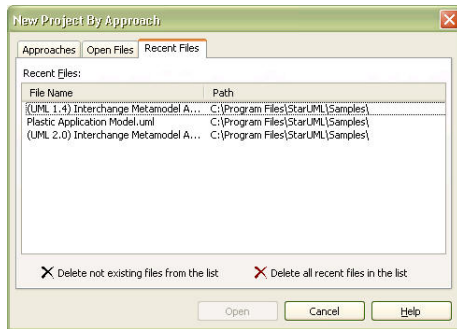 New Project By Approach
Approaches Open Files Recent Files
Recent Files:
File Name Path
(UML 1.4) Interchange Metamodel A... C:\Program Files\StarUML\Samples\
Plastic Application Model.uml C:\Program Files\StarUML\Samples\
(UML 2.0) Interchange Metamodel A... C:\Program Files\StarUML\Samples\
Delete not existing files from the list Delete all recent files in the list
Open Cancel Help